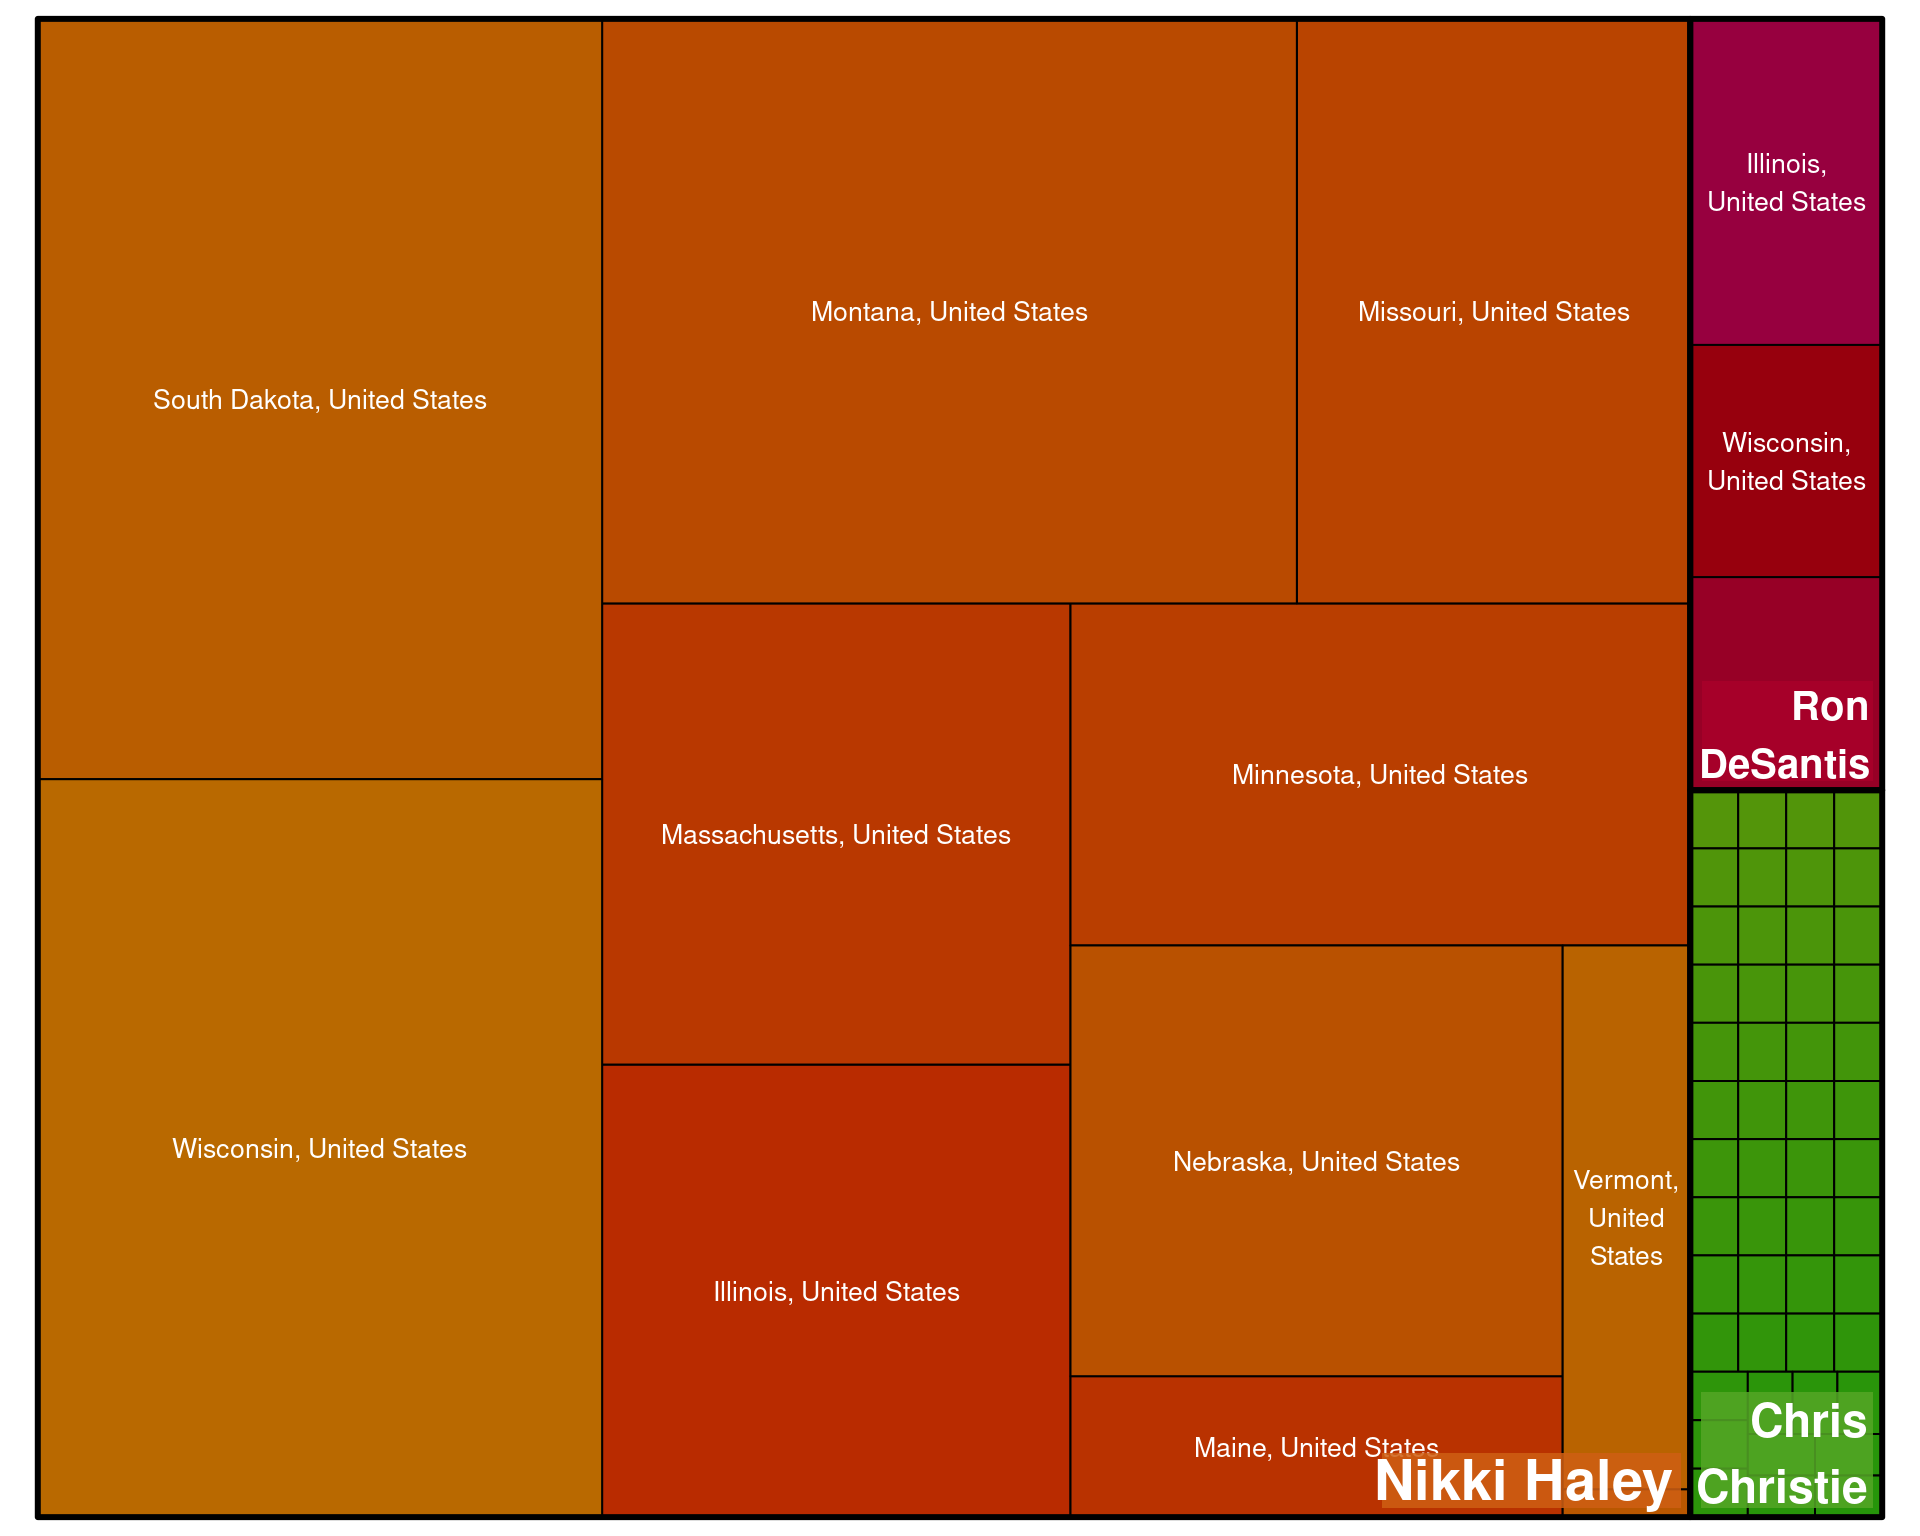 South Dakota, United States
Wisconsin, United States
Montana, United States
Missouri, United States
Massachusetts, United States
Illinois, United States
Minnesota, United States
Nebraska, United States
Vermont,
United
States
Maine, United States
Nikki Haley
Illinois,
United States
Wisconsin,
United States
Ron
DeSantis
Chris
Christie